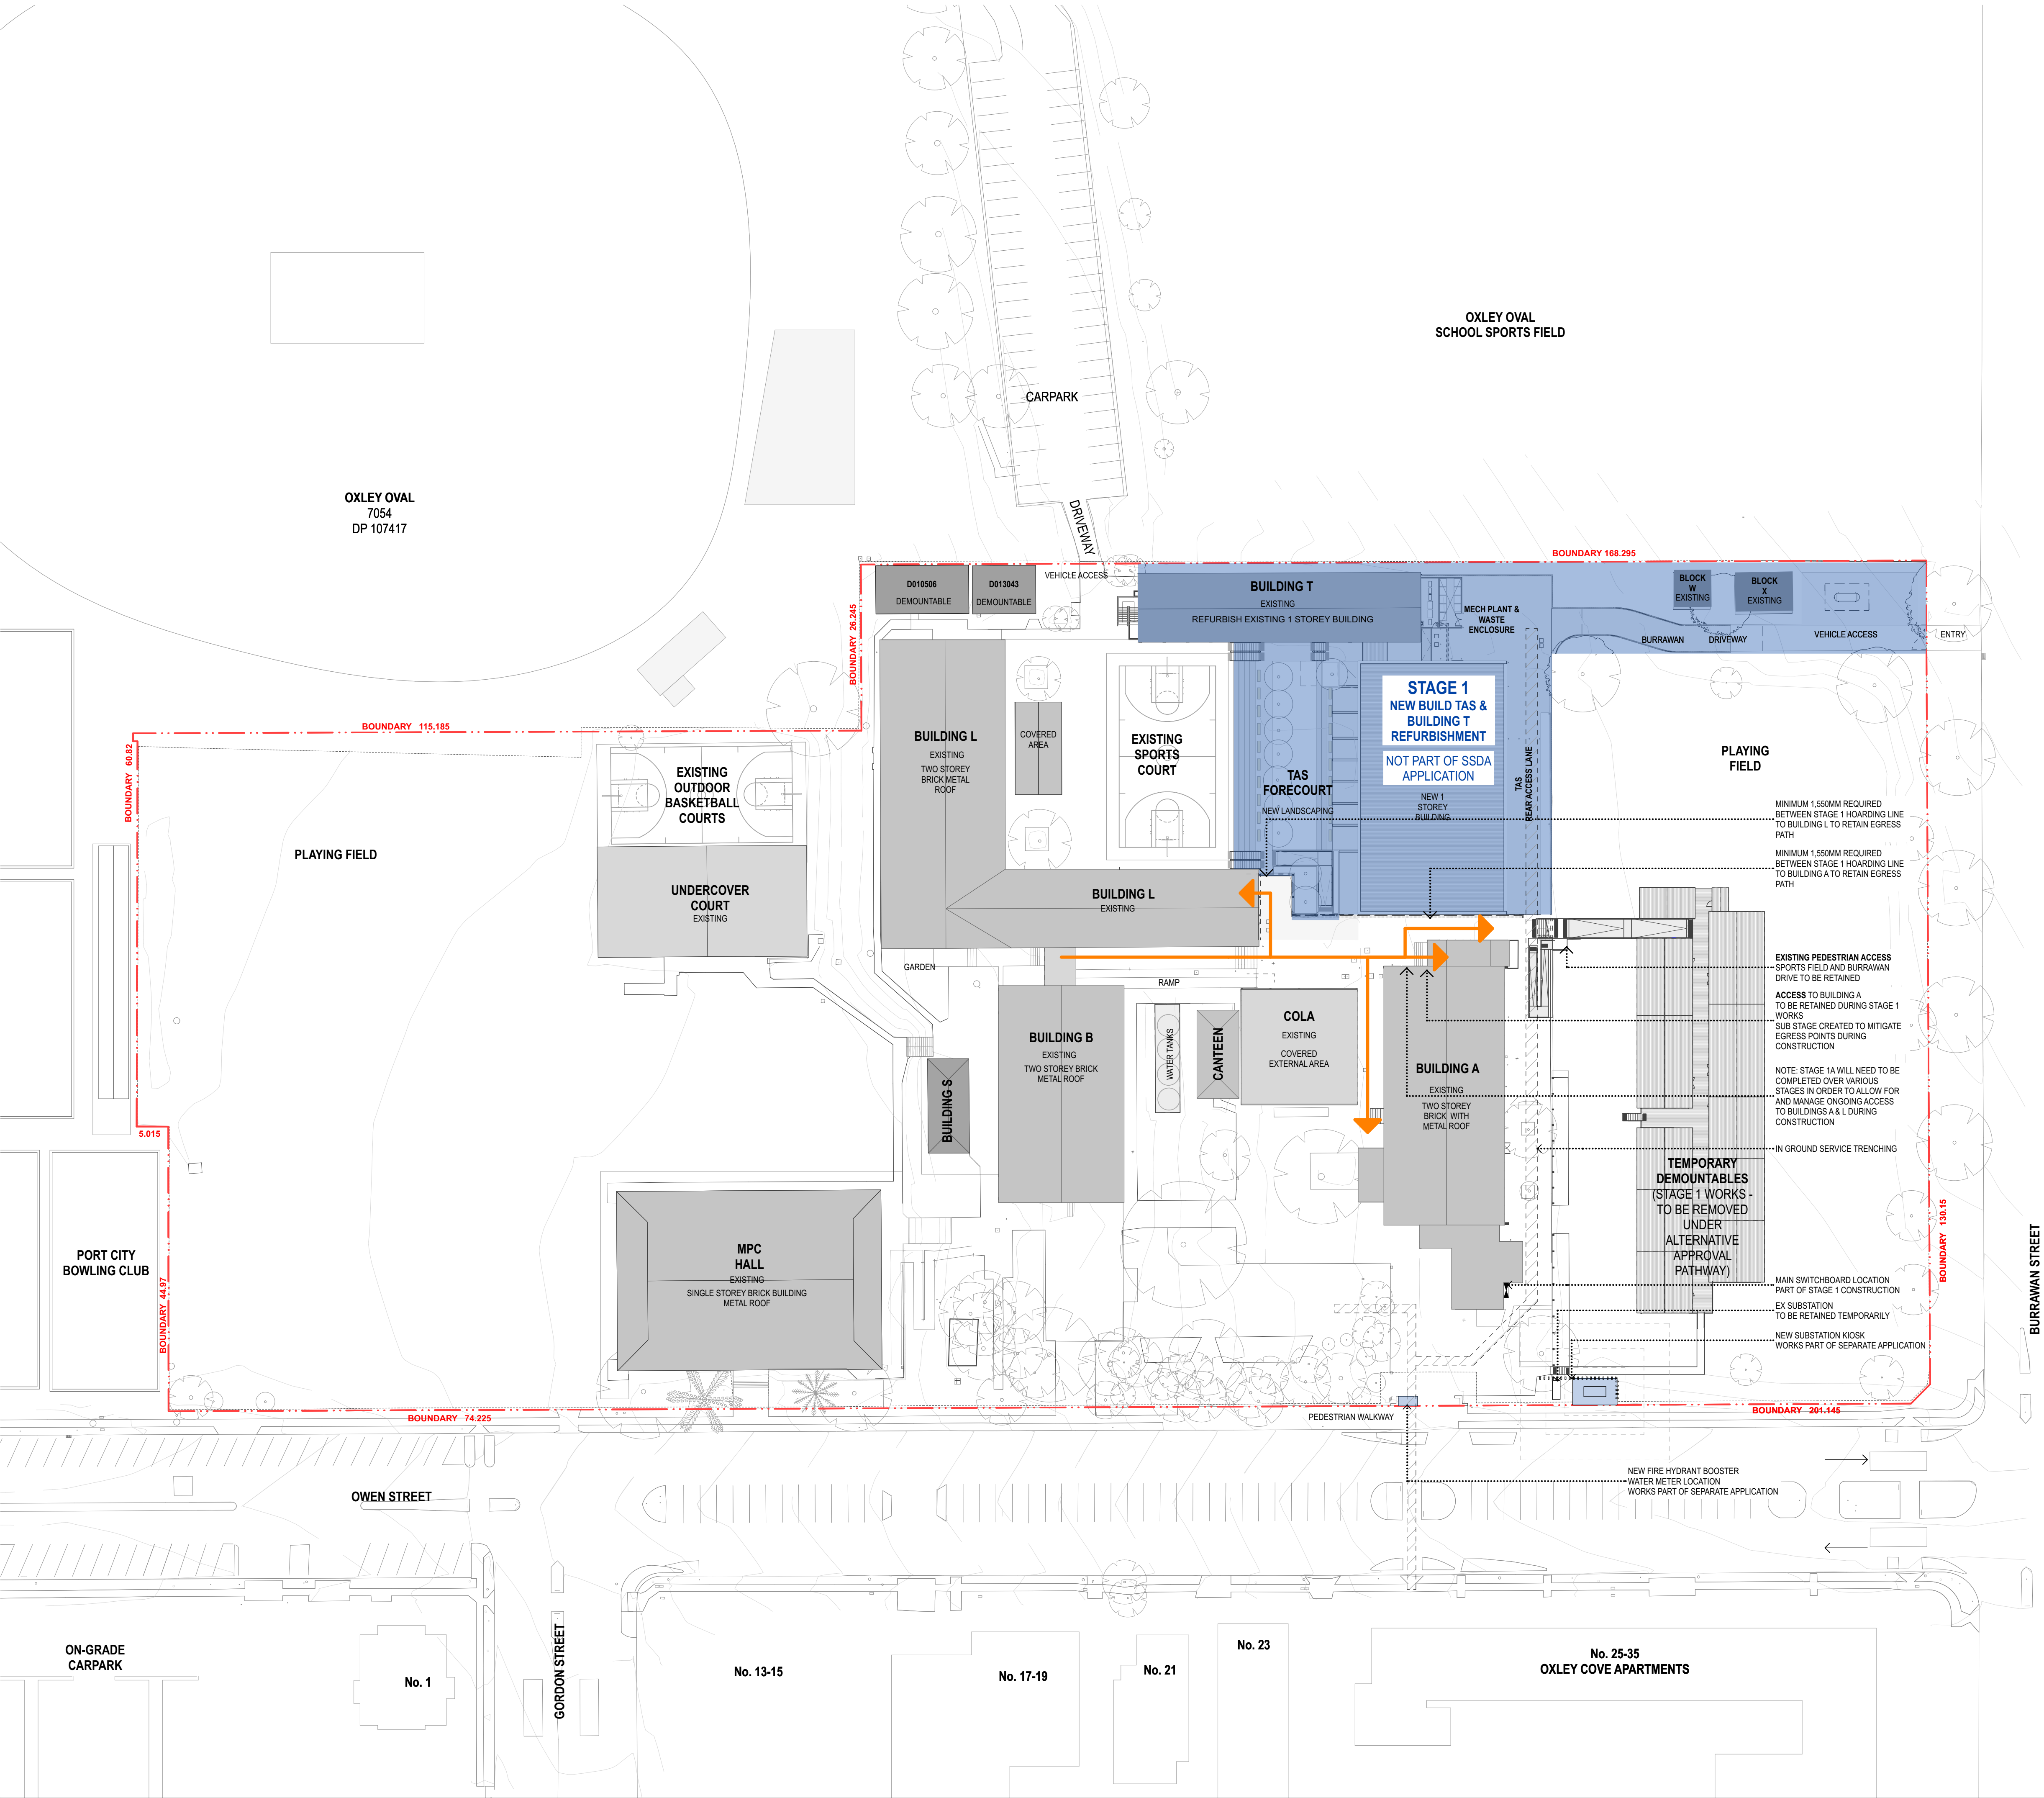 OXLEY OVAL
SCHOOL SPORTS FIELD
CARPARK
OXLEY OVAL
7054
DP 107417
DRIVEWAY
BOUNDARY 168.295
D010506
DEMOUNTABLE
D013043
DEMOUNTABLE
VEHICLE ACCESS
BUILDING T
EXISTING
REFURBISH EXISTING 1 STOREY BUILDING
MECH PLANT &
WASTE
ENCLOSURE
BLOCK
W
EXISTING
BLOCK
X
EXISTING
BURRAWAN
DRIVEWAY
VEHICLE ACCESS
ENTRY
BOUNDARY 26.245
BOUNDARY 115.185
BOUNDARY 60.82
BUILDING L
EXISTING
TWO STOREY
BRICK METAL
ROOF
COVERED
AREA
EXISTING
SPORTS
COURT
STAGE 1
NEW BUILD TAS &
BUILDING T
REFURBISHMENT
NOT PART OF SSDA
APPLICATION
NEW 1
STOREY
BUILDING
TAS
FORECOURT
NEW LANDSCAPING
TAS
REAR ACCESS LANE
PLAYING
FIELD
EXISTING
OUTDOOR
BASKETBALL
COURTS
PLAYING FIELD
UNDERCOVER
COURT
EXISTING
BUILDING L
EXISTING
MINIMUM 1,550MM REQUIRED
BETWEEN STAGE 1 HOARDING LINE
TO BUILDING L TO RETAIN EGRESS
PATH
MINIMUM 1,550MM REQUIRED
BETWEEN STAGE 1 HOARDING LINE
TO BUILDING A TO RETAIN EGRESS
PATH
EXISTING PEDESTRIAN ACCESS
SPORTS FIELD AND BURRAWAN
DRIVE TO BE RETAINED
ACCESS TO BUILDING A
TO BE RETAINED DURING STAGE 1
WORKS
SUB STAGE CREATED TO MITIGATE
EGRESS POINTS DURING
CONSTRUCTION
NOTE: STAGE 1A WILL NEED TO BE
COMPLETED OVER VARIOUS
STAGES IN ORDER TO ALLOW FOR
AND MANAGE ONGOING ACCESS
TO BUILDINGS A & L DURING
CONSTRUCTION
IN GROUND SERVICE TRENCHING
GARDEN
RAMP
BUILDING B
EXISTING
TWO STOREY BRICK
METAL ROOF
WATER TANKS
CANTEEN
COLA
EXISTING
COVERED
EXTERNAL AREA
BUILDING A
EXISTING
TWO STOREY
BRICK WITH
METAL ROOF
BUILDING S
TEMPORARY
DEMOUNTABLES
(STAGE 1 WORKS -
TO BE REMOVED
UNDER
ALTERNATIVE
APPROVAL
PATHWAY)
5.015
BOUNDARY 44.97
BOUNDARY 130.15
BURRAWAN STREET
PORT CITY
BOWLING CLUB
MPC
HALL
EXISTING
SINGLE STOREY BRICK BUILDING
METAL ROOF
MAIN SWITCHBOARD LOCATION
PART OF STAGE 1 CONSTRUCTION
EX SUBSTATION
TO BE RETAINED TEMPORARILY
NEW SUBSTATION KIOSK
WORKS PART OF SEPARATE APPLICATION
BOUNDARY 74.225
PEDESTRIAN WALKWAY
BOUNDARY 201.145
NEW FIRE HYDRANT BOOSTER
WATER METER LOCATION
WORKS PART OF SEPARATE APPLICATION
OWEN STREET
ON-GRADE
CARPARK
No. 1
GORDON STREET
No. 13-15
No. 17-19
No. 21
No. 23
No. 25-35
OXLEY COVE APARTMENTS